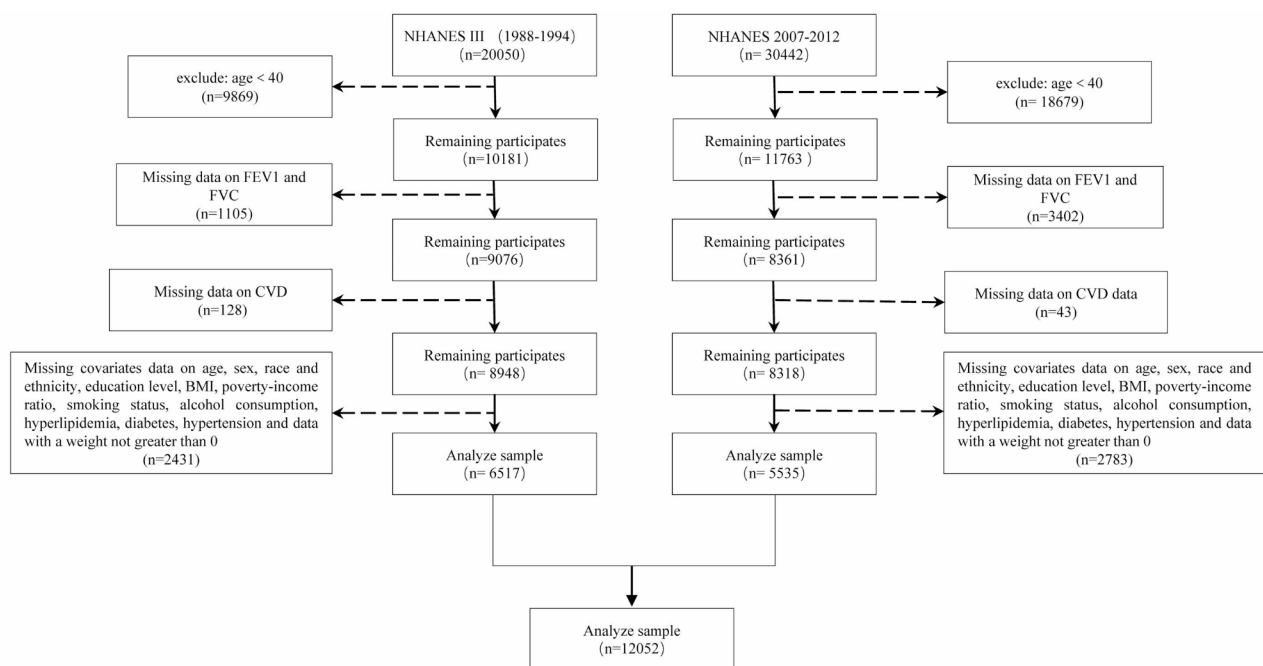 NHANES III （1988-1994）
(n=20050)
NHANES 2007-2012
(n= 30442)
exclude: age < 40
(n=9869)
exclude: age < 40
(n= 18679)
Remaining participates
（n=10181）
Remaining participates
（n= 11763 ）
Missing data on FEV1 and
FVC
(n=1105)
Missing data on FEV1 and
FVC
(n=3402)
Remaining participates
（n=9076）
Remaining participates
（n= 8361）
Missing data on CVD
(n=128)
Missing data on CVD data
(n=43)
Remaining participates
（n= 8948）
Remaining participates
（n= 8318）
Missing covariates data on age, sex, race and
ethnicity, education level, BMI, poverty-income
ratio, smoking status, alcohol consumption,
hyperlipidemia, diabetes, hypertension and data
with a weight not greater than 0
(n=2431)
Missing covariates data on age, sex, race and
ethnicity, education level, BMI, poverty-income
ratio, smoking status, alcohol consumption,
hyperlipidemia, diabetes, hypertension and data
with a weight not greater than 0
(n=2783)
Analyze sample
（n= 6517）
Analyze sample
（n= 5535）
Analyze sample
（n=12052）